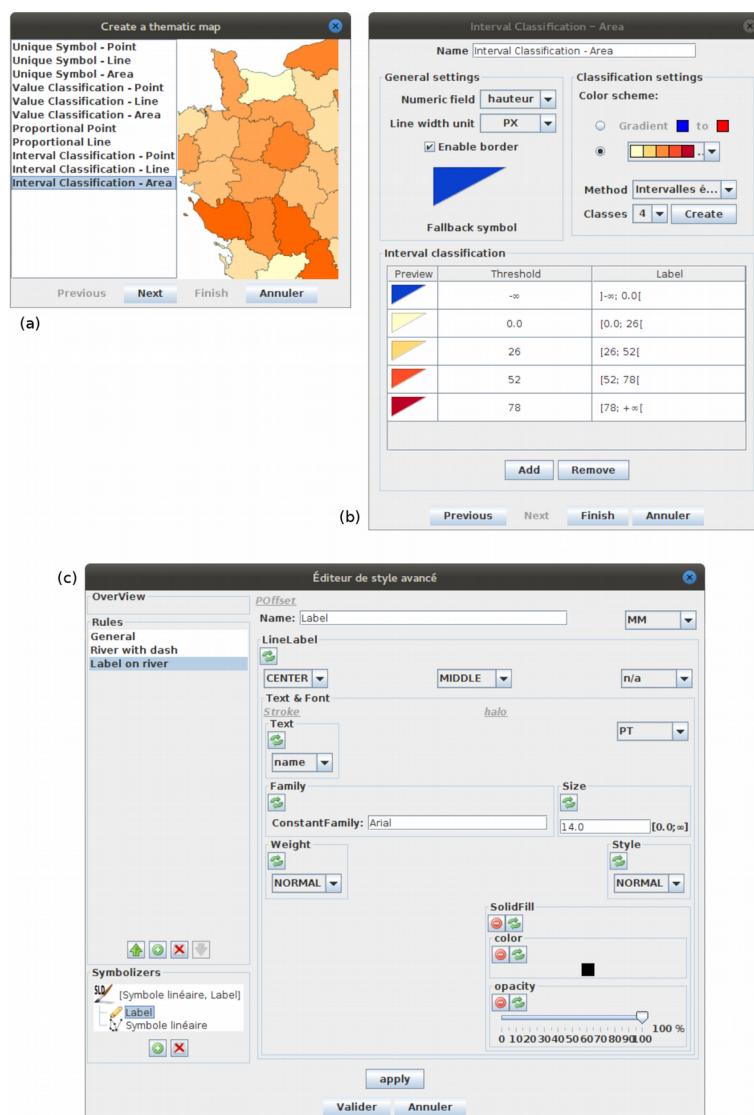 Create a thematic map
Unique Symbol - Point
Unique Symbol - Line
Unique Symbol - Area
Value Classification - Point
Value Classification - Line
Value Classification - Area
Proportional Point
Proportional Line
Interval Classification - Point
Interval Classification - Line
Interval Classification - Area
Previous Next Finish Annuler
(a)
Interval Classification – Area
Name Interval Classification - Area
General settings
Numeric field hauteur
Line width unit PX
Enable border
Fallback symbol
Classification settings
Color scheme:
Gradient to
..
Method Intervalles é...
Classes 4 Create
Interval classification
Preview Threshold Label
-∞ ]-∞; 0.0[
0.0 [0.0; 26[
26 [26; 52[
52 [52; 78[
78 [78; +∞[
Add Remove
Previous Next Finish Annuler
(b)
(c)
Éditeur de style avancé
OverView
Rules
General
River with dash
Label on river
Symbolizers
SLD
[Symbole linéaire, Label]
Label
Symbole linéaire
POffset
Name: Label MM
LineLabel
CENTER MIDDLE n/a
Text & Font
Stroke halo
Text
PT
name
Family Size
ConstantFamily: Arial 14.0 [0.0;∞]
Weight Style
NORMAL NORMAL
SolidFill
color
opacity
100 %
0 10 20 30 40 50 60 70 80 90 100
apply
Valider Annuler